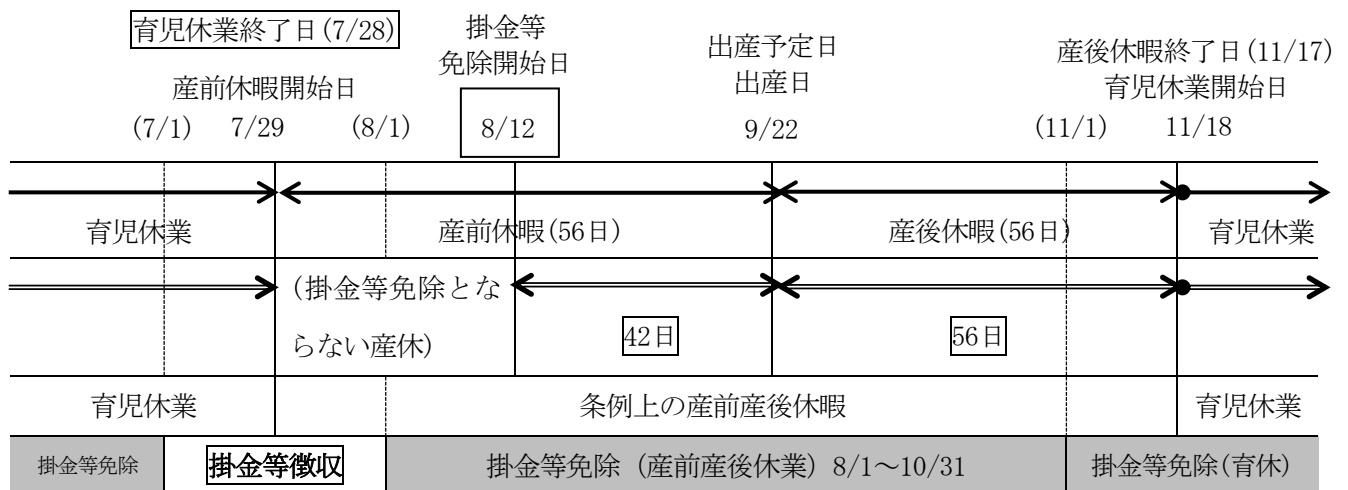 育児休業終了日(7/28)
掛金等
免除開始日
出産予定日
出産日
産後休暇終了日(11/17)
育児休業開始日
産前休暇開始日
(7/1) 7/29 (8/1) 8/12 9/22 (11/1) 11/18
育児休業 産前休暇(56日) 産後休暇(56日) 育児休業
(掛金等免除とな
らない産休)
42日 56日
育児休業 条例上の産前産後休暇 育児休業
掛金等免除 掛金等徴収 掛金等免除 (産前産後休業) 8/1~10/31 掛金等免除(育休)